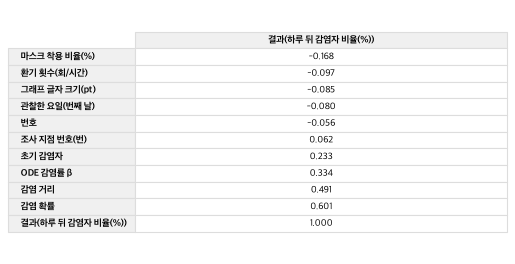 결과(하루 뒤 감염자 비율(%))
마스크 착용 비율(%) -0.168
환기 횟수(회/시간) -0.097
그래프 글자 크기(pt) -0.085
관찰한 요일(번째 날) -0.080
번호 -0.056
조사 지점 번호(번) 0.062
초기 감염자 0.233
ODE 감염률 β 0.334
감염 거리 0.491
감염 확률 0.601
결과(하루 뒤 감염자 비율(%)) 1.000